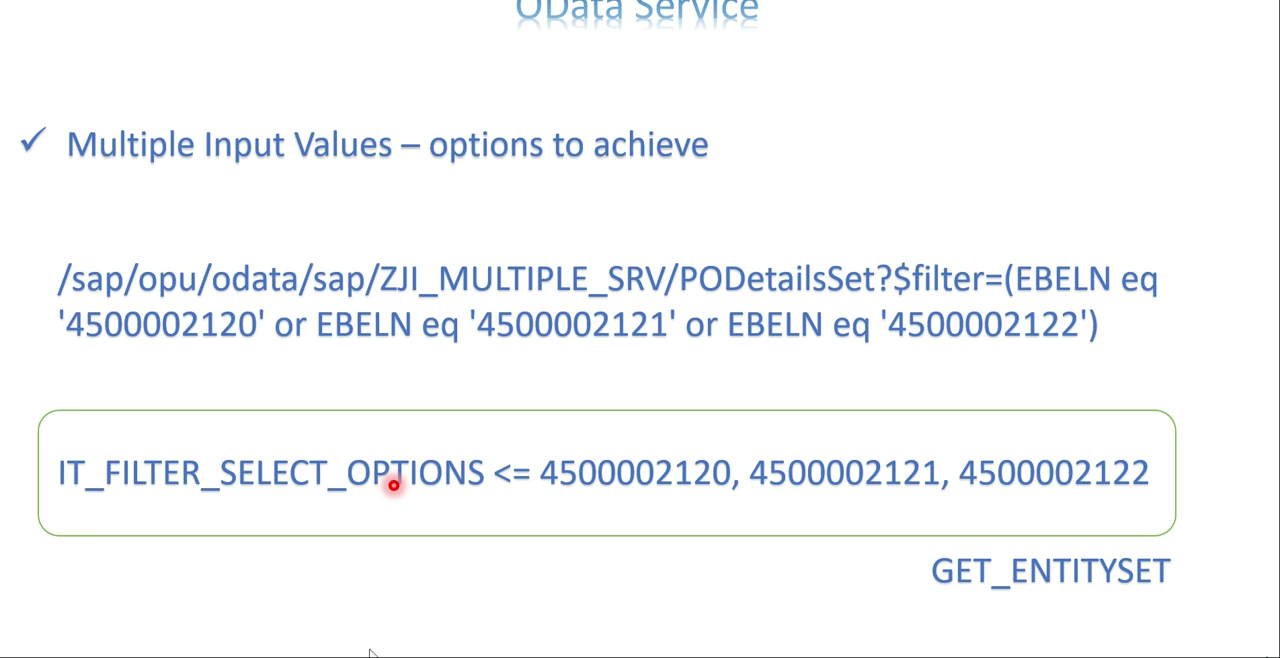 OData Service
✓ Multiple Input Values – options to achieve
/sap/opu/odata/sap/ZJI_MULTIPLE_SRV/PODetailsSet?$filter=(EBELN eq
'4500002120' or EBELN eq '4500002121' or EBELN eq '4500002122')
IT_FILTER_SELECT_OPTIONS <= 4500002120, 4500002121, 4500002122
GET_ENTITYSET